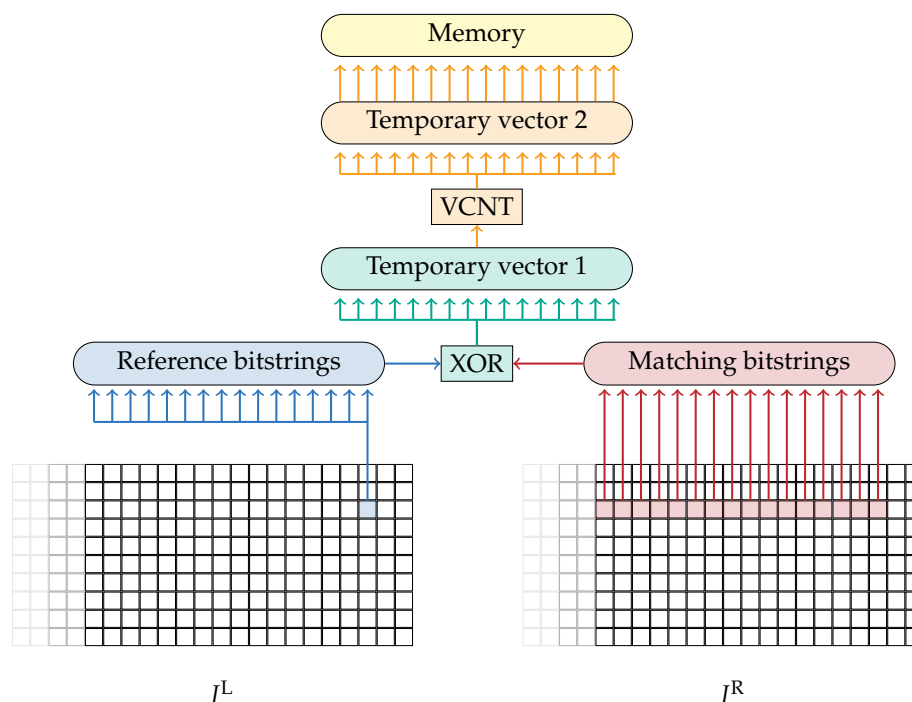 Memory
Temporary vector 2
VCNT
Temporary vector 1
Reference bitstrings
XOR
Matching bitstrings
I^L
I^R